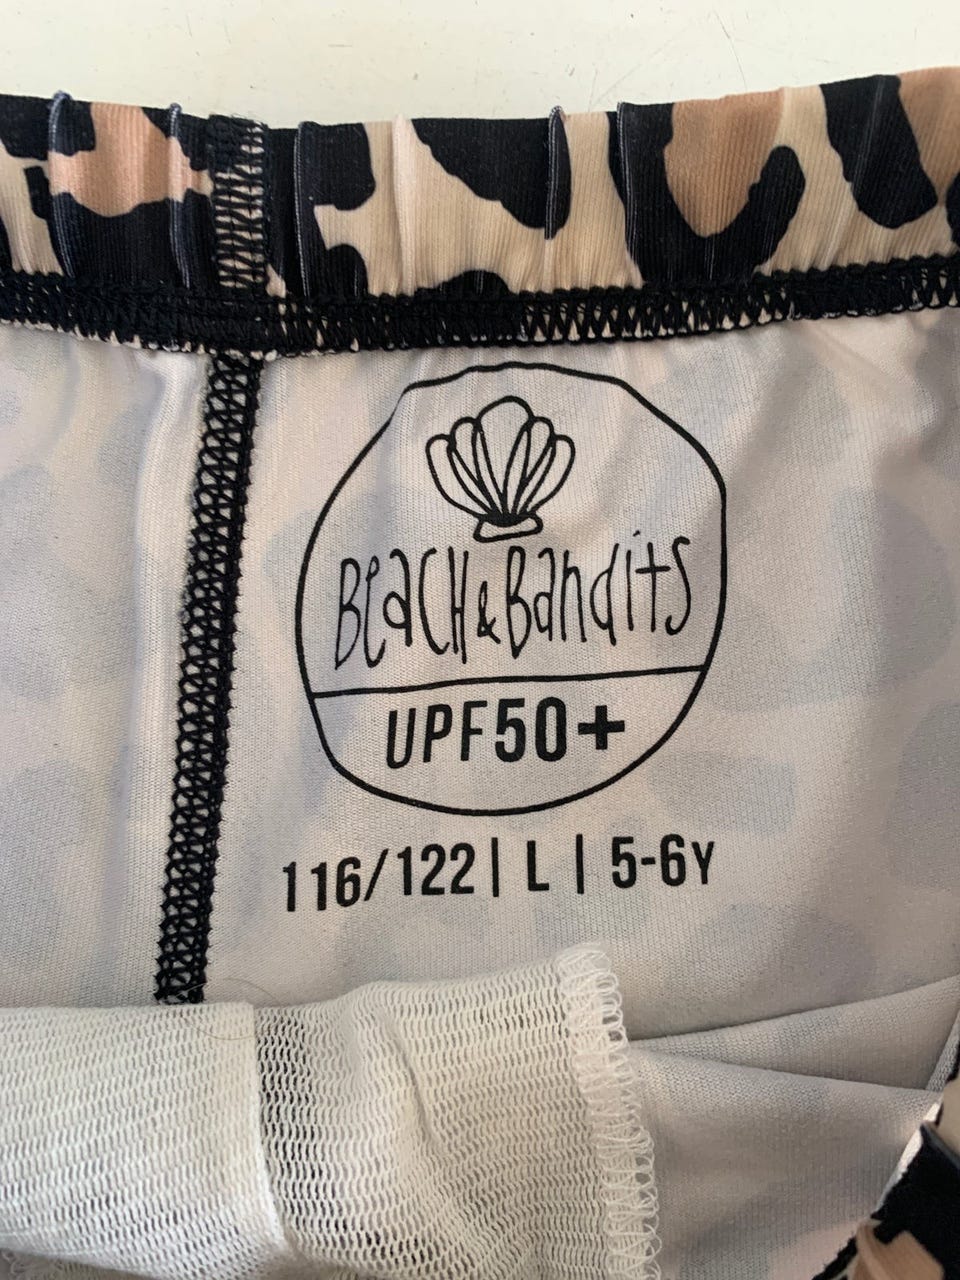 BeaCH & Bandits
UPF50+
116/122 | L | 5-6Y